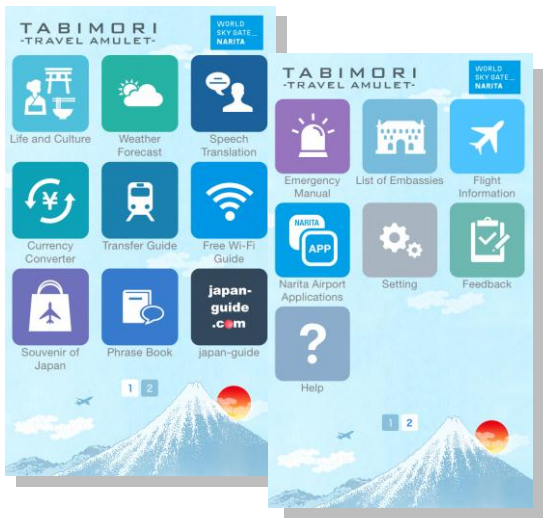 TABIMORI
-TRAVEL AMULET-
WORLD
SKY GATE_
NARITA
Life and Culture
Weather
Forecast
Speech
Translation
¥
Currency
Converter
Transfer Guide
Free Wi-Fi
Guide
Souvenir of
Japan
Phrase Book
japan-
guide
.com
japan-guide
1 2
TABIMORI
-TRAVEL AMULET-
WORLD
SKY GATE_
NARITA
Emergency
Manual
List of Embassies
Flight
Information
NARITA
APP
Narita Airport
Applications
Setting
Feedback
?
Help
1 2